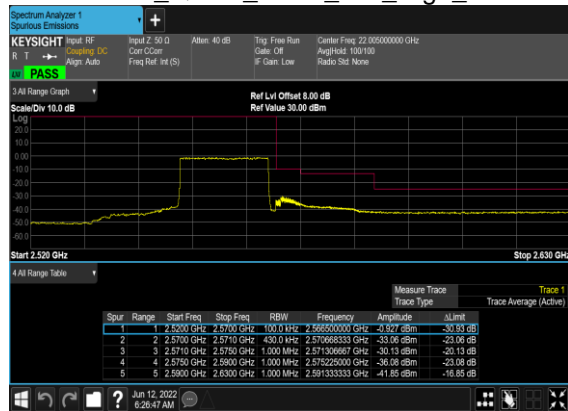 Spectrum Analyzer 1
Spurious Emissions
KEYSIGHT Input: RF Input Z: 50 Ω Atten: 40 dB Trig: Free Run Center Freq: 22.005000000 GHz
R T Coupling: DC Corr CCorr Gate: Off Avg|Hold: 100/100
Align: Auto Freq Ref: Int (S) IF Gain: Low Radio Std: None
PASS
3 All Range Graph
Ref Lvl Offset 8.00 dB
Scale/Div 10.0 dB Ref Value 30.00 dBm
Log
20.0
10.0
0.00
-10.0
-20.0
-30.0
-40.0
-50.0
-60.0
Start 2.520 GHz Stop 2.630 GHz
4 All Range Table
Measure Trace Trace 1
Trace Type Trace Average (Active)
Spur Range Start Freq Stop Freq RBW Frequency Amplitude ΔLimit
1 1 2.5200 GHz 2.5700 GHz 100.0 kHz 2.566500000 GHz -0.927 dBm -30.93 dB
2 2 2.5700 GHz 2.5710 GHz 430.0 kHz 2.570668333 GHz -33.06 dBm -23.06 dB
3 3 2.5710 GHz 2.5750 GHz 1.000 MHz 2.571306667 GHz -30.13 dBm -20.13 dB
4 4 2.5750 GHz 2.5900 GHz 1.000 MHz 2.575225000 GHz -36.08 dBm -23.08 dB
5 5 2.5900 GHz 2.6300 GHz 1.000 MHz 2.591333333 GHz -41.85 dBm -16.85 dB
Jun 12, 2022
6:26:47 AM